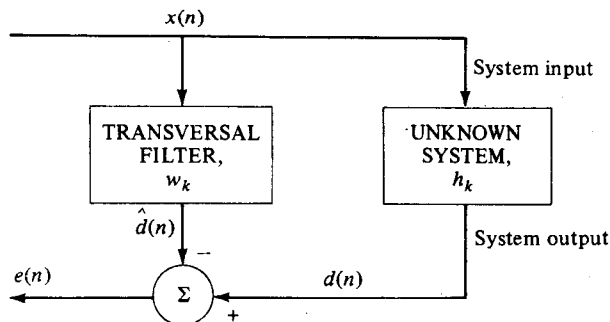 x(n)
System input
TRANSVERSAL
FILTER,
w_k
UNKNOWN
SYSTEM,
h_k
d̂(n)
−
System output
e(n)
Σ
d(n)
+